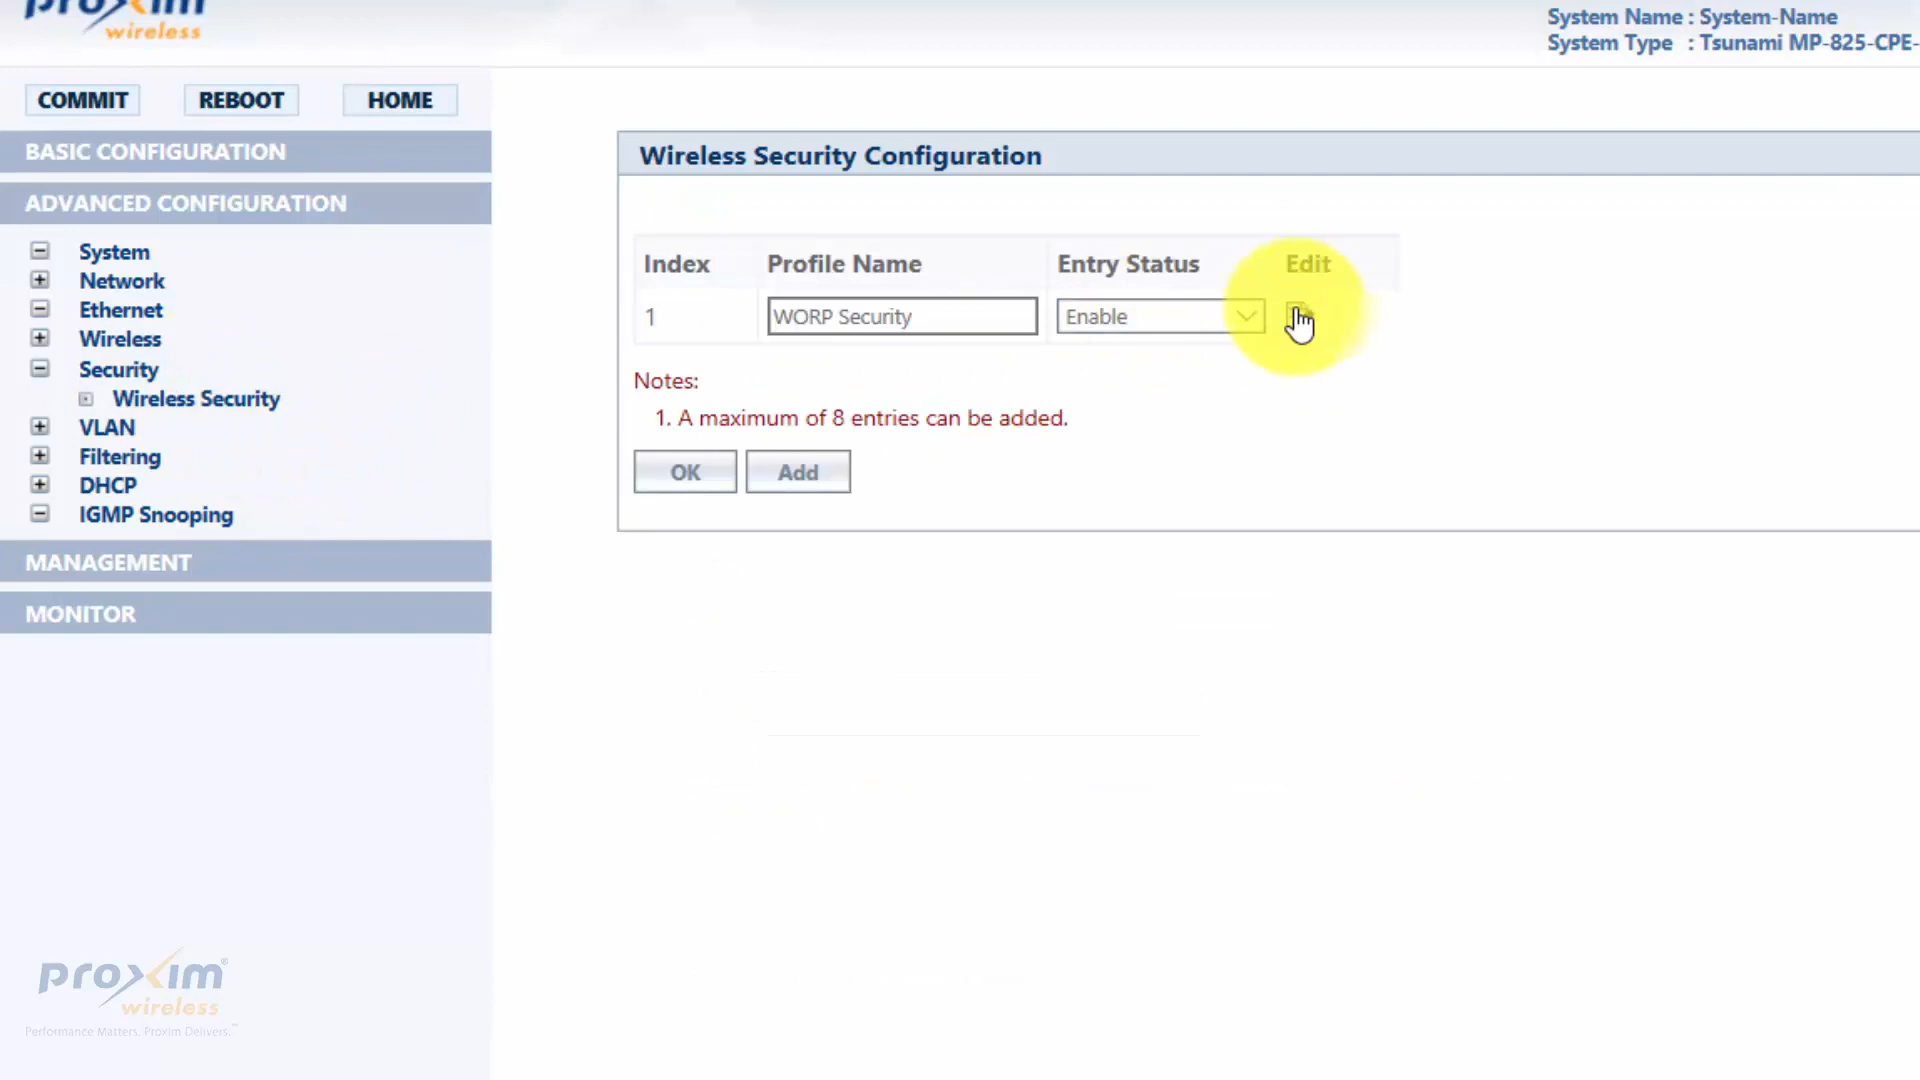 proxim
wireless
System Name : System-Name
System Type : Tsunami MP-825-CPE-
COMMIT REBOOT HOME
BASIC CONFIGURATION
ADVANCED CONFIGURATION
System
Network
Ethernet
Wireless
Security
Wireless Security
VLAN
Filtering
DHCP
IGMP Snooping
MANAGEMENT
MONITOR
Wireless Security Configuration
Index Profile Name Entry Status Edit
1 WORP Security Enable
Notes:
1. A maximum of 8 entries can be added.
OK Add
proxim®
wireless
Performance Matters. Proxim Delivers.™